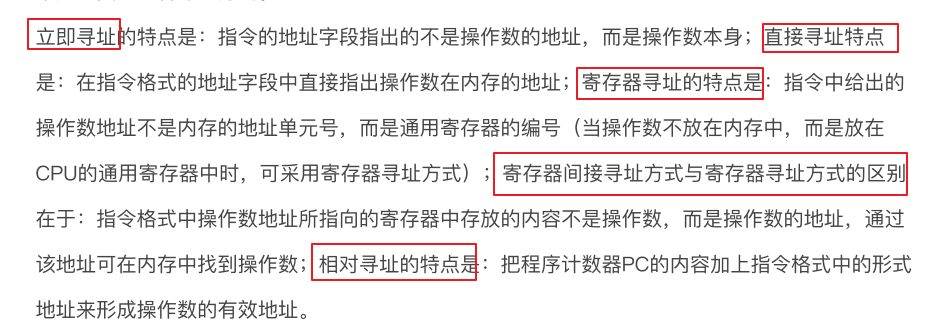 立即寻址的特点是：指令的地址字段指出的不是操作数的地址，而是操作数本身；直接寻址特点
是：在指令格式的地址字段中直接指出操作数在内存的地址；寄存器寻址的特点是：指令中给出的
操作数地址不是内存的地址单元号，而是通用寄存器的编号（当操作数不放在内存中，而是放在
CPU的通用寄存器中时，可采用寄存器寻址方式）；寄存器间接寻址方式与寄存器寻址方式的区别
在于：指令格式中操作数地址所指向的寄存器中存放的内容不是操作数，而是操作数的地址，通过
该地址可在内存中找到操作数；相对寻址的特点是：把程序计数器PC的内容加上指令格式中的形式
地址来形成操作数的有效地址。